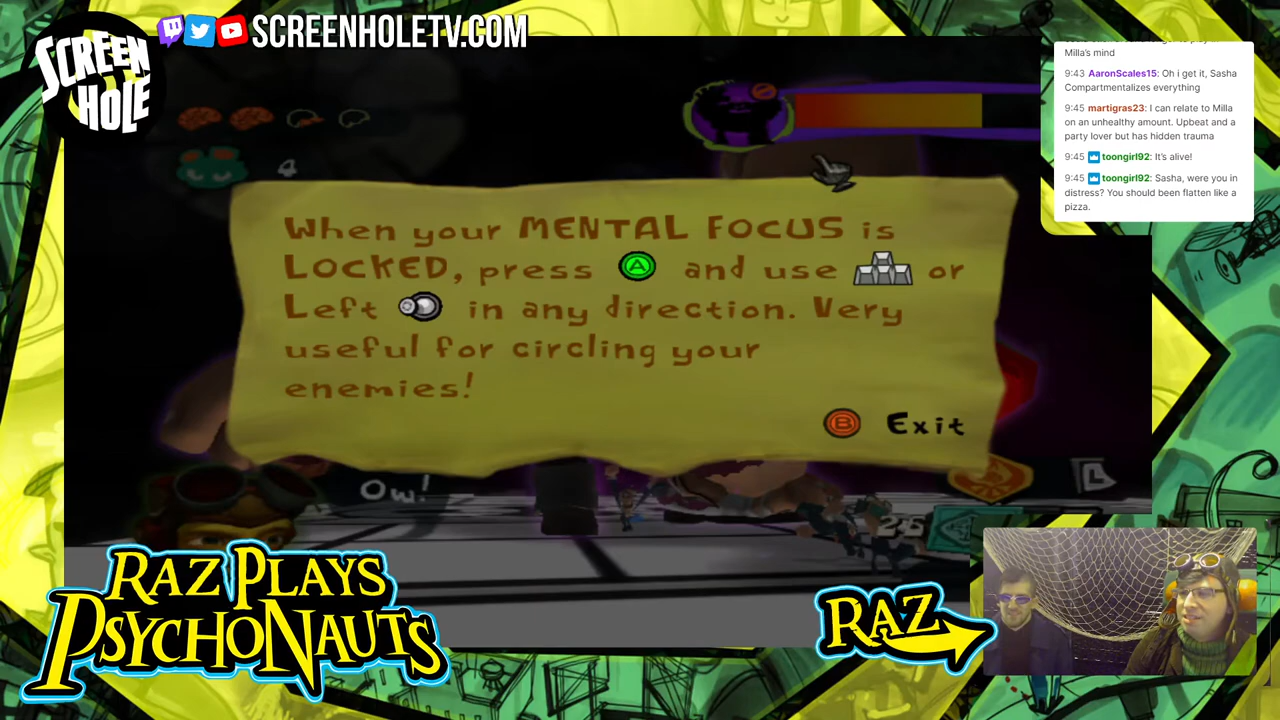 SCREEN
HOLE
SCREENHOLETV.COM
Milla's mind
9:43 AaronScales15: Oh i get it, Sasha
Compartmentalizes everything
9:45 martigras23: I can relate to Milla
on an unhealthy amount. Upbeat and a
party lover but has hidden trauma
9:45 toongirl92: It's alive!
9:45 toongirl92: Sasha, were you in
distress? You should been flatten like a
pizza.
4
When your MENTAL FOCUS is
LOCKED, press A and use or
Left in any direction. Very
useful for circling your
enemies!
B Exit
Ow!
L
RAZ PLAYS
PSYCHONAUTS
RAZ